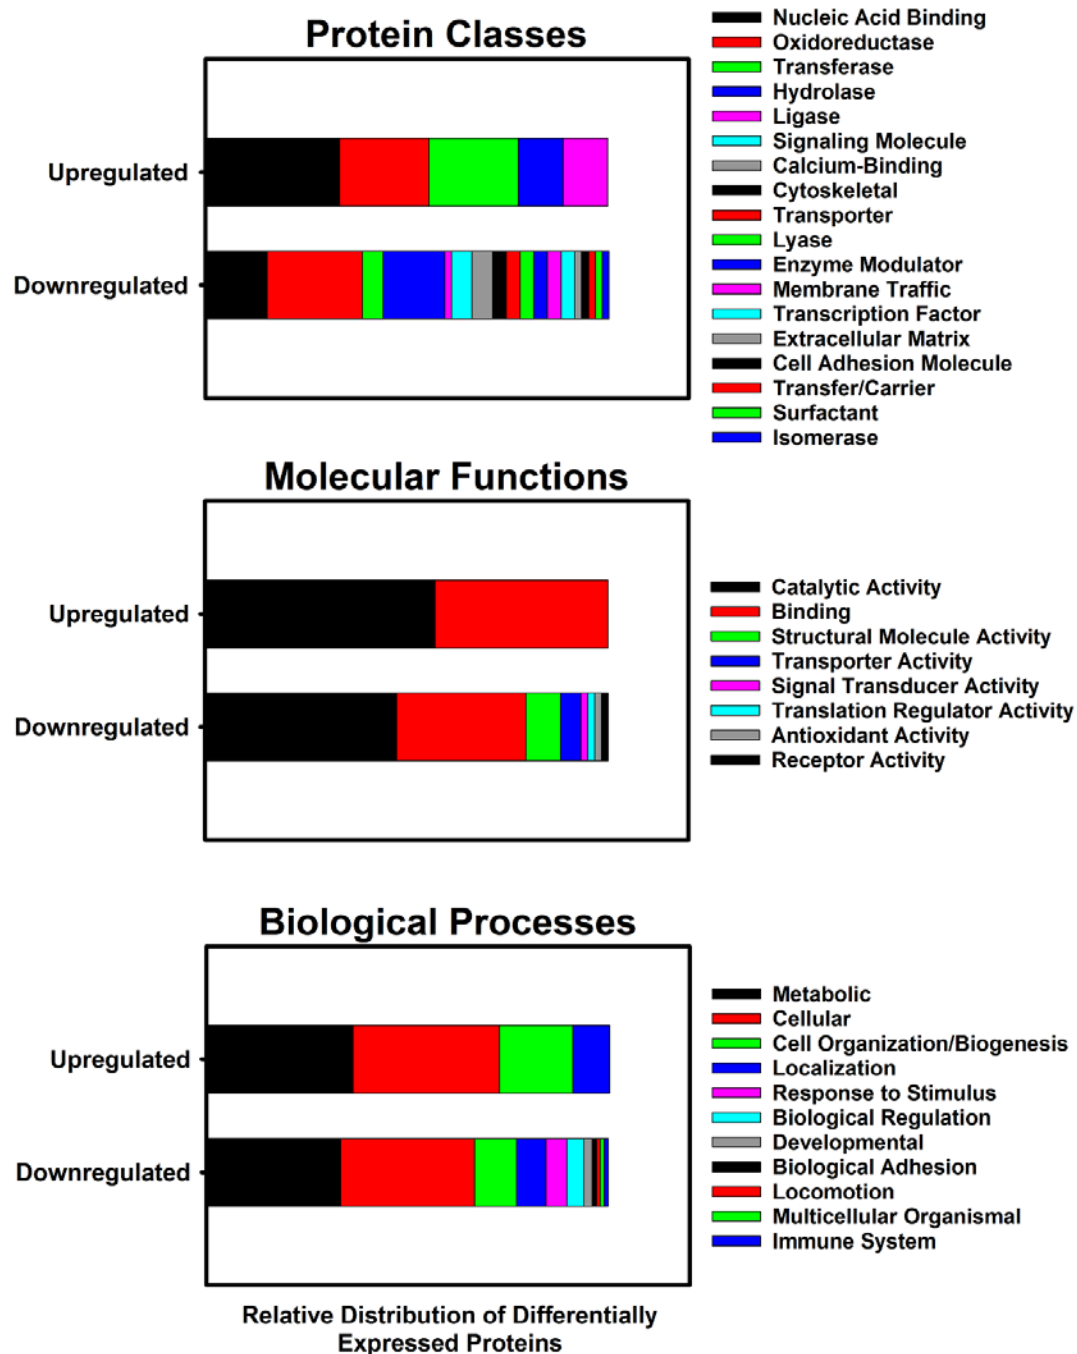 Protein Classes
Upregulated
Downregulated
Nucleic Acid Binding
Oxidoreductase
Transferase
Hydrolase
Ligase
Signaling Molecule
Calcium-Binding
Cytoskeletal
Transporter
Lyase
Enzyme Modulator
Membrane Traffic
Transcription Factor
Extracellular Matrix
Cell Adhesion Molecule
Transfer/Carrier
Surfactant
Isomerase
Molecular Functions
Upregulated
Downregulated
Catalytic Activity
Binding
Structural Molecule Activity
Transporter Activity
Signal Transducer Activity
Translation Regulator Activity
Antioxidant Activity
Receptor Activity
Biological Processes
Upregulated
Downregulated
Metabolic
Cellular
Cell Organization/Biogenesis
Localization
Response to Stimulus
Biological Regulation
Developmental
Biological Adhesion
Locomotion
Multicellular Organismal
Immune System
Relative Distribution of Differentially
Expressed Proteins